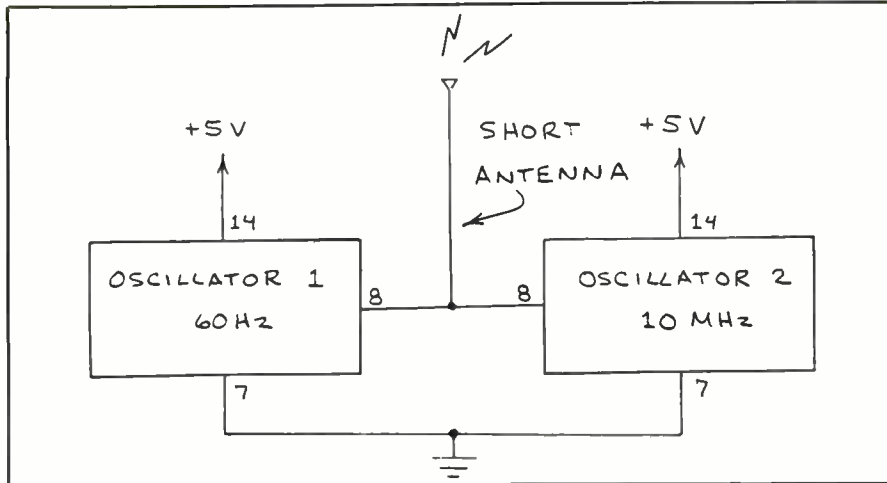 +5V
SHORT
ANTENNA
+5V
14
14
OSCILLATOR 1
60Hz
8
8
OSCILLATOR 2
10 MHz
7
7